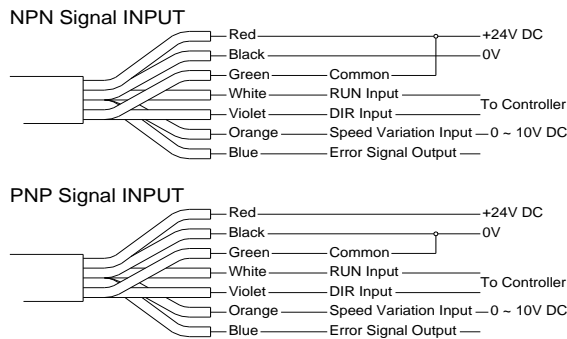 NPN Signal INPUT
Red +24V DC
Black 0V
Green Common
White RUN Input
To Controller
Violet DIR Input
Orange Speed Variation Input 0 ~ 10V DC
Blue Error Signal Output
PNP Signal INPUT
Red +24V DC
Black 0V
Green Common
White RUN Input
To Controller
Violet DIR Input
Orange Speed Variation Input 0 ~ 10V DC
Blue Error Signal Output